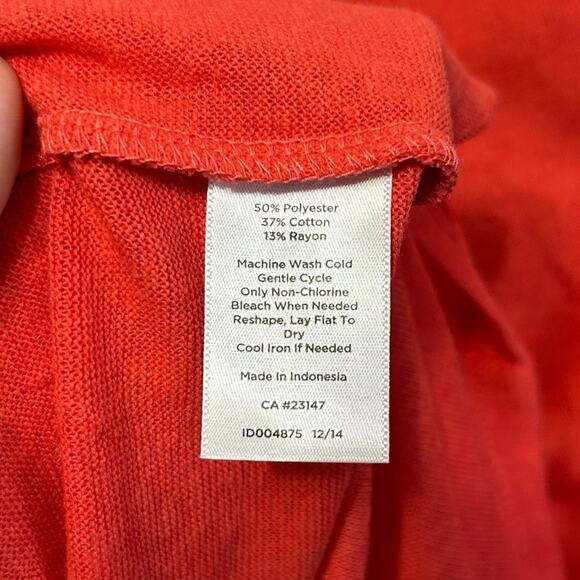 50% Polyester
37% Cotton
13% Rayon
Machine Wash Cold
Gentle Cycle
Only Non-Chlorine
Bleach When Needed
Reshape, Lay Flat To
Dry
Cool Iron If Needed
Made In Indonesia
CA #23147
ID004875 12/14